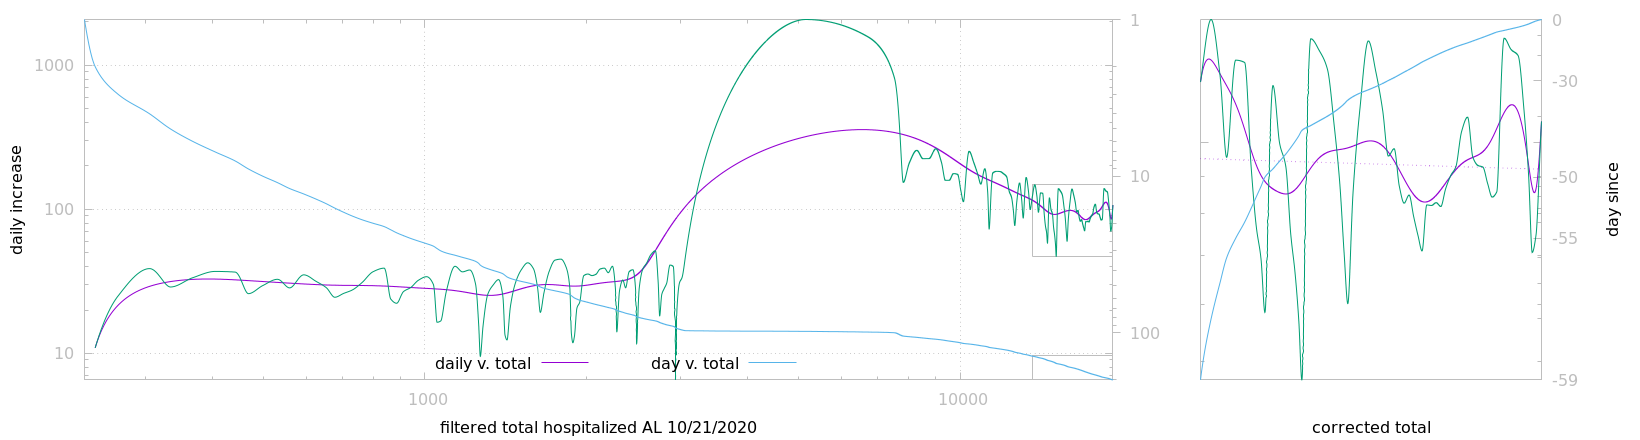 1000
100
10
daily increase
daily v. total
day v. total
1000
10000
filtered total hospitalized AL 10/21/2020
1
10
100
0
-30
-50
-55
-59
day since
corrected total